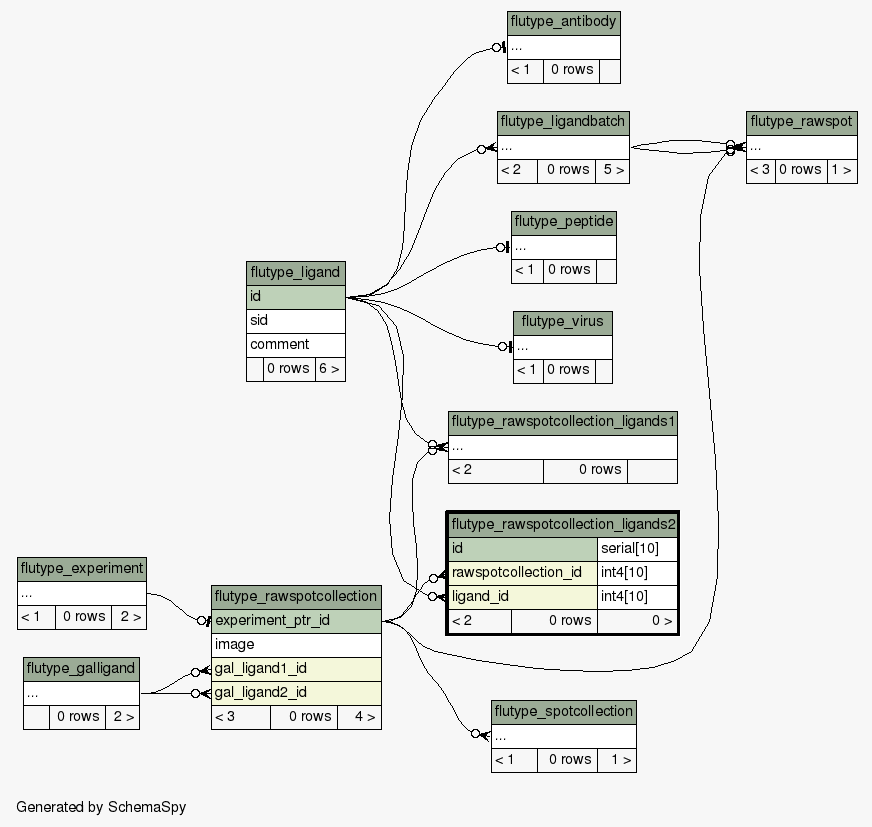 flutype_antibody
...
< 1 0 rows
flutype_ligandbatch
...
< 2 0 rows 5 >
flutype_rawspot
...
< 3 0 rows 1 >
flutype_peptide
...
< 1 0 rows
flutype_ligand
id
sid
comment
0 rows 6 >
flutype_virus
...
< 1 0 rows
flutype_rawspotcollection_ligands1
...
< 2 0 rows
flutype_rawspotcollection_ligands2
id serial[10]
rawspotcollection_id int4[10]
ligand_id int4[10]
< 2 0 rows 0 >
flutype_experiment
...
< 1 0 rows 2 >
flutype_rawspotcollection
experiment_ptr_id
image
gal_ligand1_id
gal_ligand2_id
< 3 0 rows 4 >
flutype_galligand
...
0 rows 2 >
flutype_spotcollection
...
< 1 0 rows 1 >
Generated by SchemaSpy